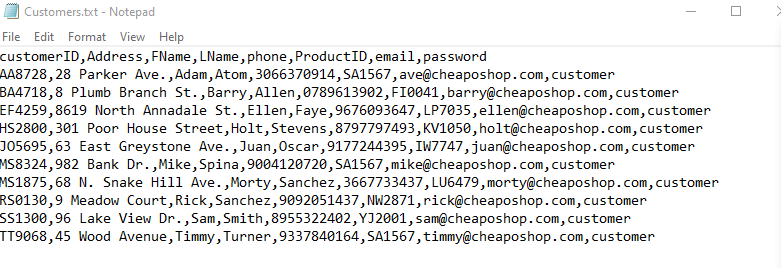 Customers.txt - Notepad
File Edit Format View Help
customerID,Address,FName,LName,phone,ProductID,email,password
AA8728,28 Parker Ave.,Adam,Atom,3066370914,SA1567,ave@cheaposhop.com,customer
BA4718,8 Plumb Branch St.,Barry,Allen,0789613902,FI0041,barry@cheaposhop.com,customer
EF4259,8619 North Annadale St.,Ellen,Faye,9676093647,LP7035,ellen@cheaposhop.com,customer
HS2800,301 Poor House Street,Holt,Stevens,8797797493,KV1050,holt@cheaposhop.com,customer
JO5695,63 East Greystone Ave.,Juan,Oscar,9177244395,IW7747,juan@cheaposhop.com,customer
MS8324,982 Bank Dr.,Mike,Spina,9004120720,SA1567,mike@cheaposhop.com,customer
MS1875,68 N. Snake Hill Ave.,Morty,Sanchez,3667733437,LU6479,morty@cheaposhop.com,customer
RS0130,9 Meadow Court,Rick,Sanchez,9092051437,NW2871,rick@cheaposhop.com,customer
SS1300,96 Lake View Dr.,Sam,Smith,8955322402,YJ2001,sam@cheaposhop.com,customer
TT9068,45 Wood Avenue,Timmy,Turner,9337840164,SA1567,timmy@cheaposhop.com,customer